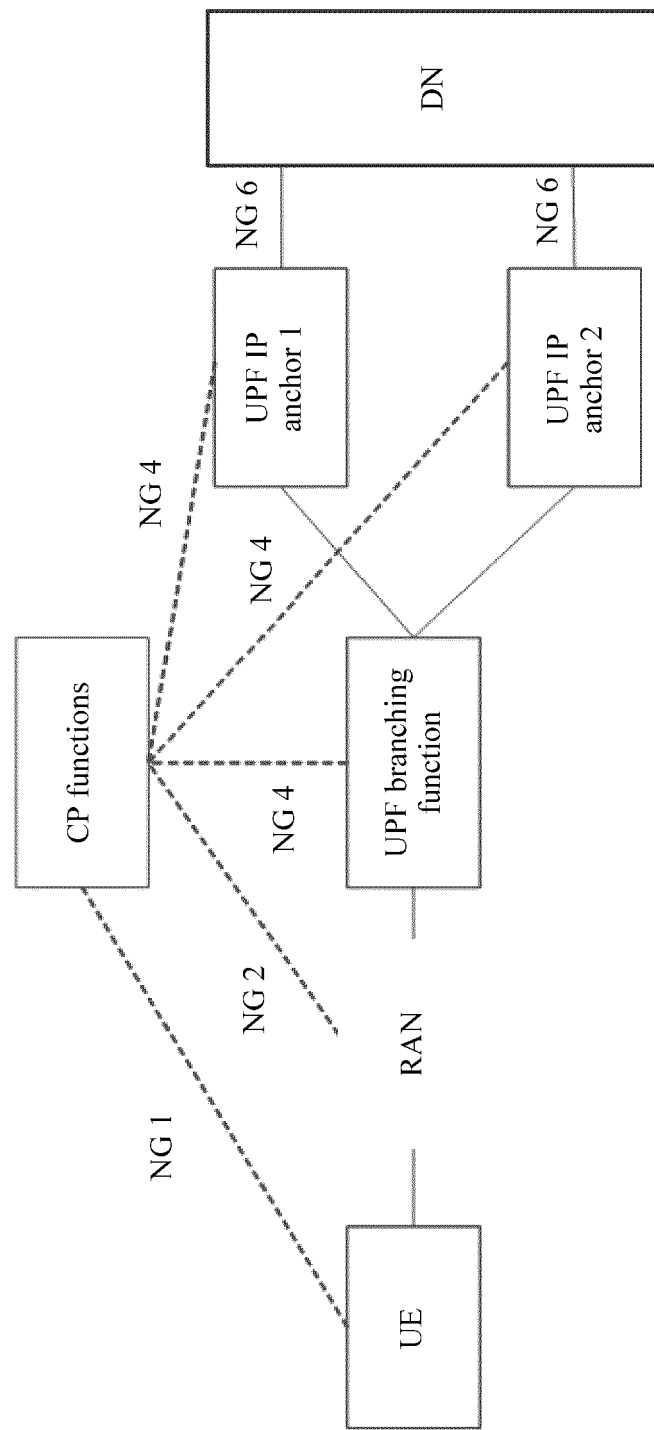 CP functions
NG 1
NG 2
NG 4
NG 4
NG 4
UE
RAN
UPF branching
function
UPF IP
anchor 1
UPF IP
anchor 2
NG 6
NG 6
DN